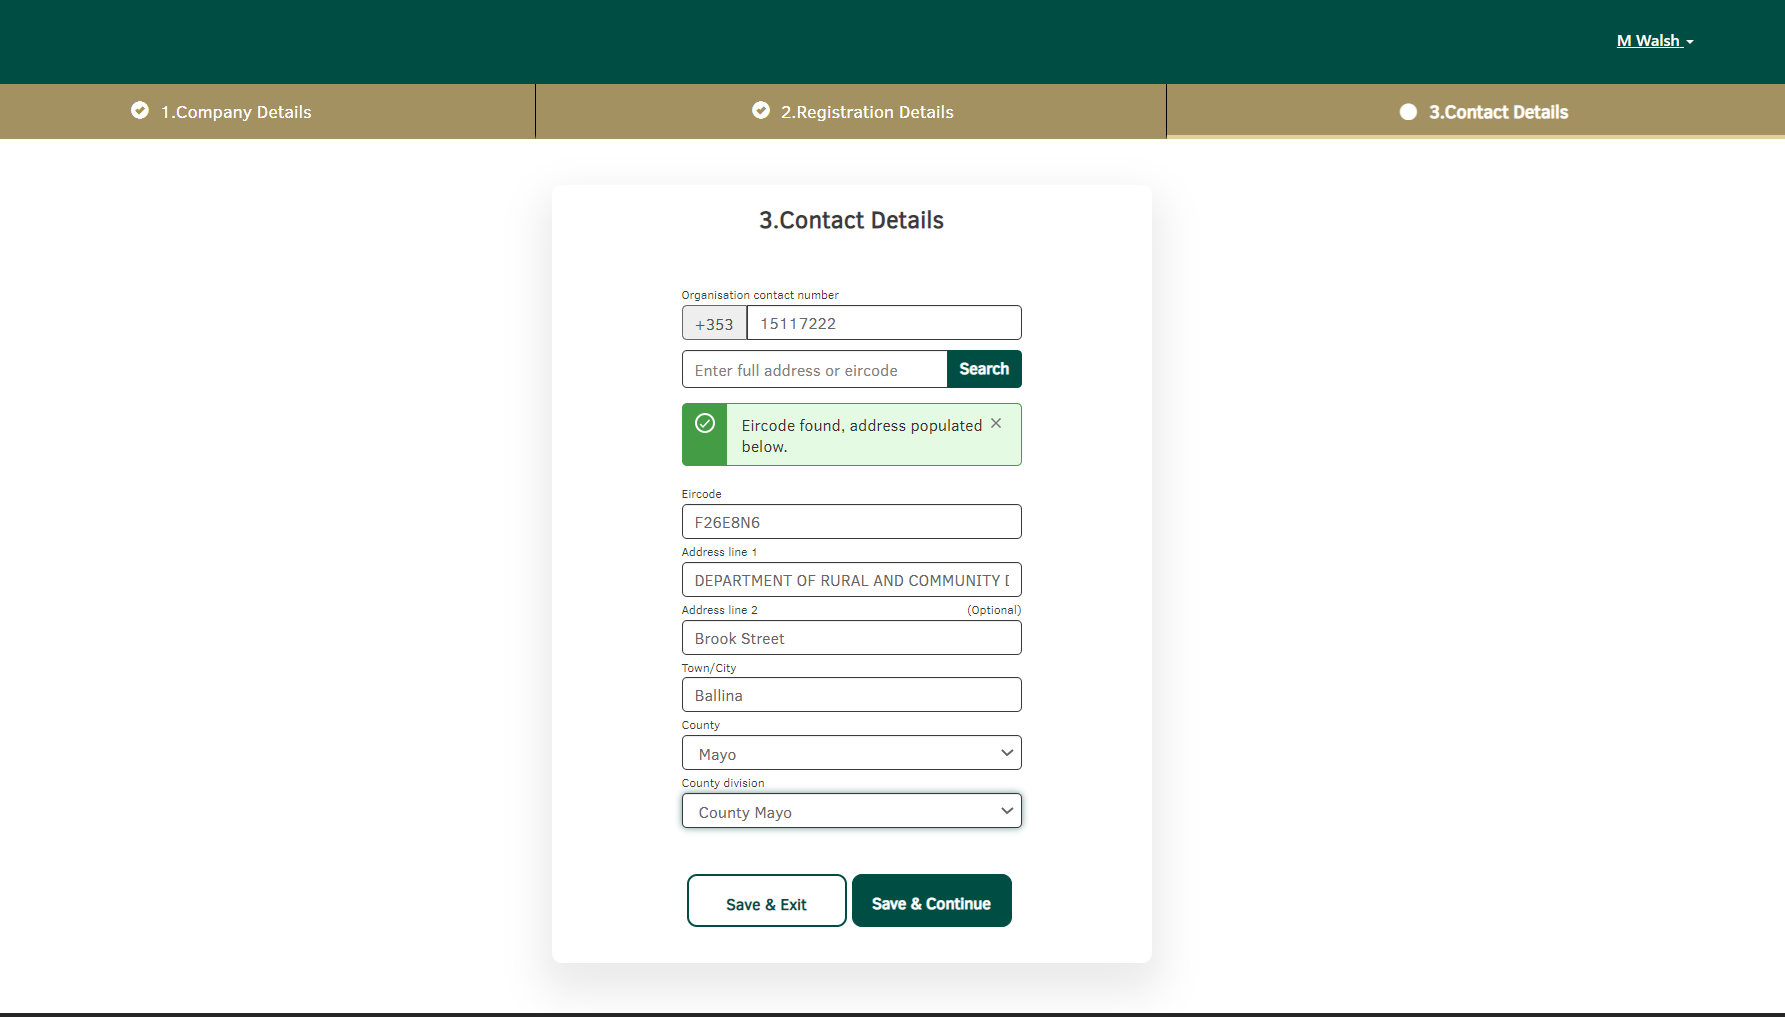 M Walsh
1.Company Details
2.Registration Details
3.Contact Details
3.Contact Details
Organisation contact number
+353
15117222
Enter full address or eircode
Search
Eircode found, address populated
below.
Eircode
F26E8N6
Address line 1
DEPARTMENT OF RURAL AND COMMUNITY
Address line 2
(Optional)
Brook Street
Town/City
Ballina
County
Mayo
County division
County Mayo
Save & Exit
Save & Continue